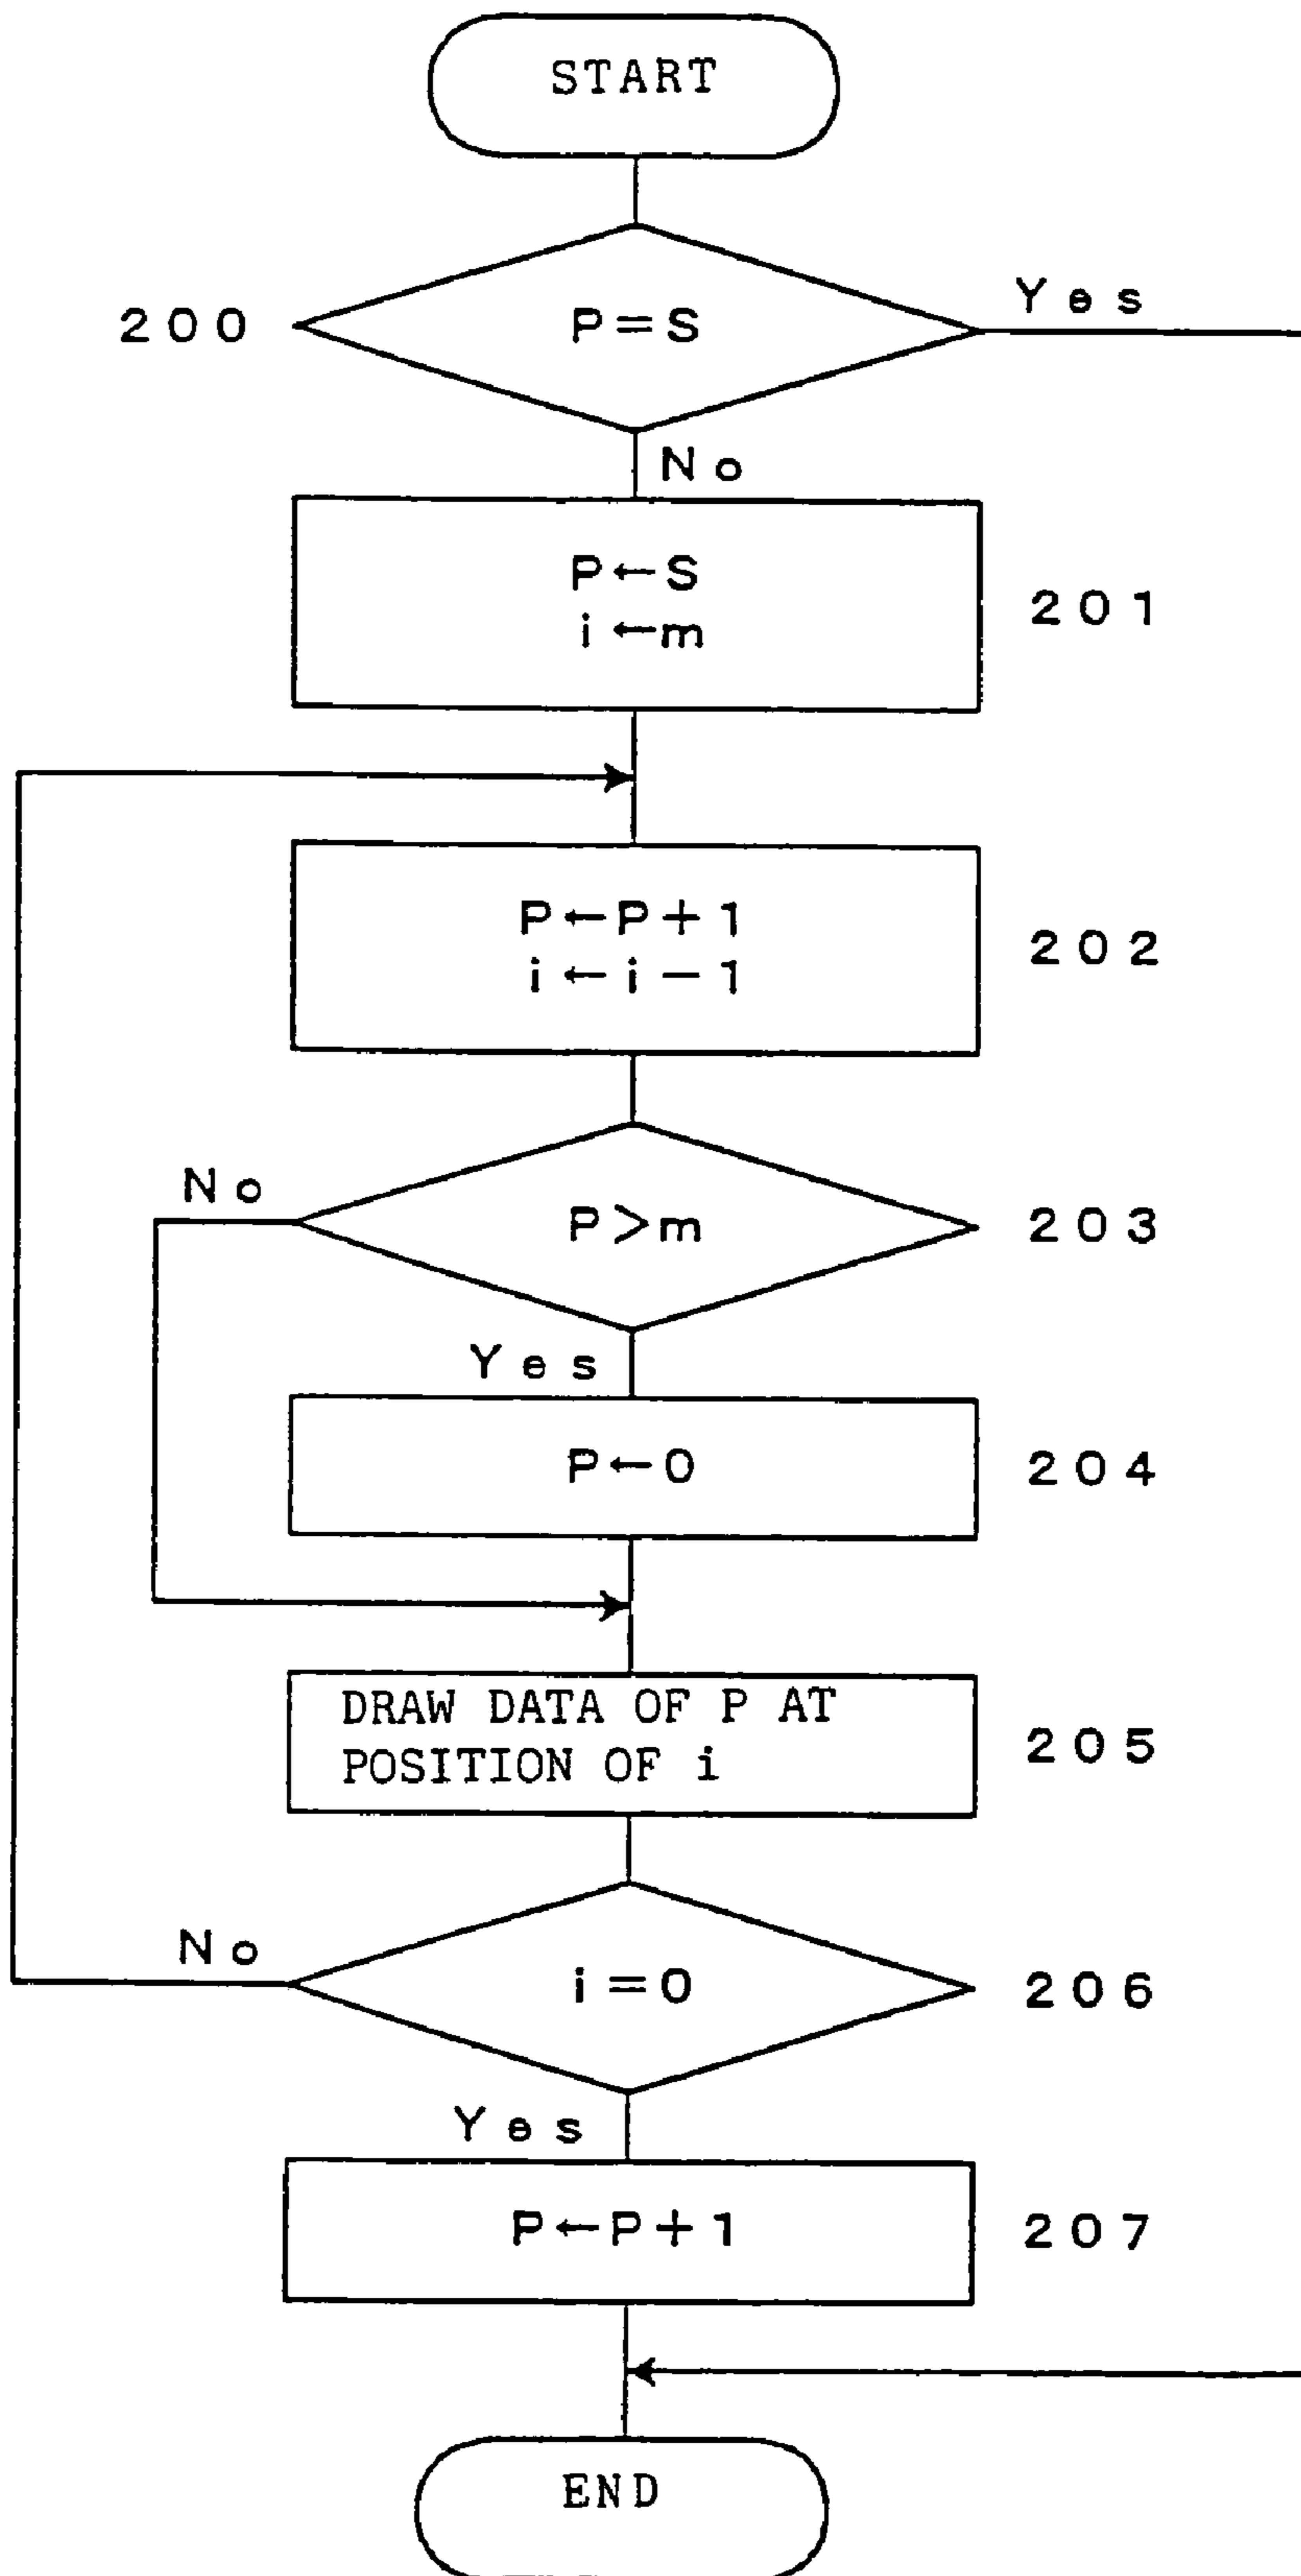 START
200
P=S
Yes
No
P←S
i←m
201
P←P+1
i←i-1
202
No
P>m
203
Yes
P←0
204
DRAW DATA OF P AT
POSITION OF i
205
No
i=0
206
Yes
P←P+1
207
END